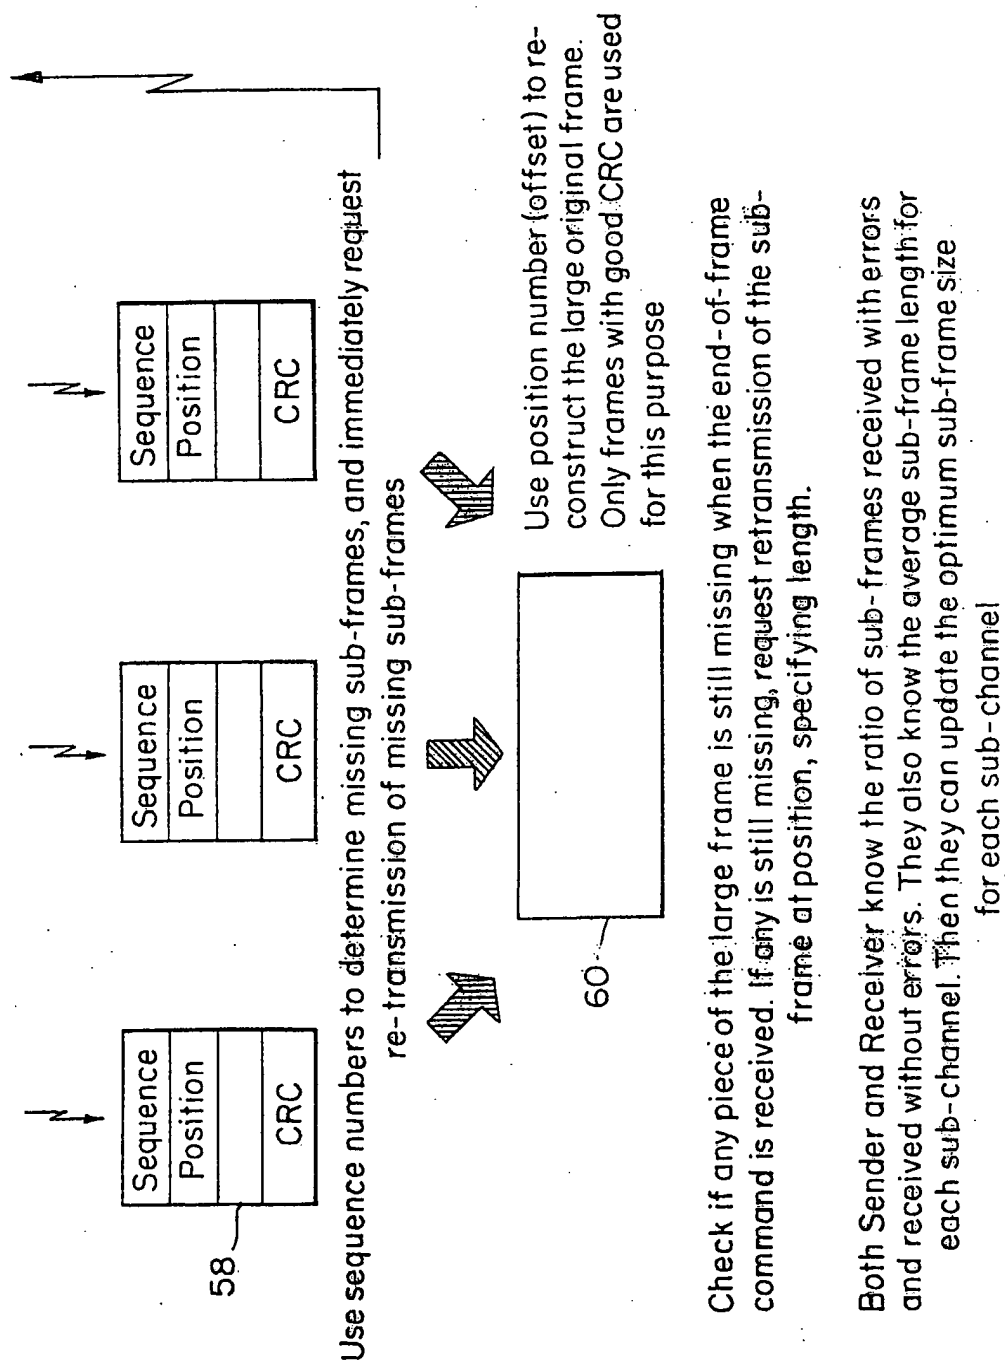 Sequence
Position
CRC
Sequence
Position
CRC
Sequence
Position
CRC
58
Use sequence numbers to determine missing sub-frames, and immediately request
re-transmission of missing sub-frames
60
Use position number (offset) to re-
construct the large original frame.
Only frames with good CRC are used
for this purpose
Check if any piece of the large frame is still missing when the end-of-frame
command is received. If any is still missing, request retransmission of the sub-
frame at position, specifying length.
Both Sender and Receiver know the ratio of sub-frames received with errors
and received without errors. They also know the average sub-frame length for
each sub-channel. Then they can update the optimum sub-frame size
for each sub-channel